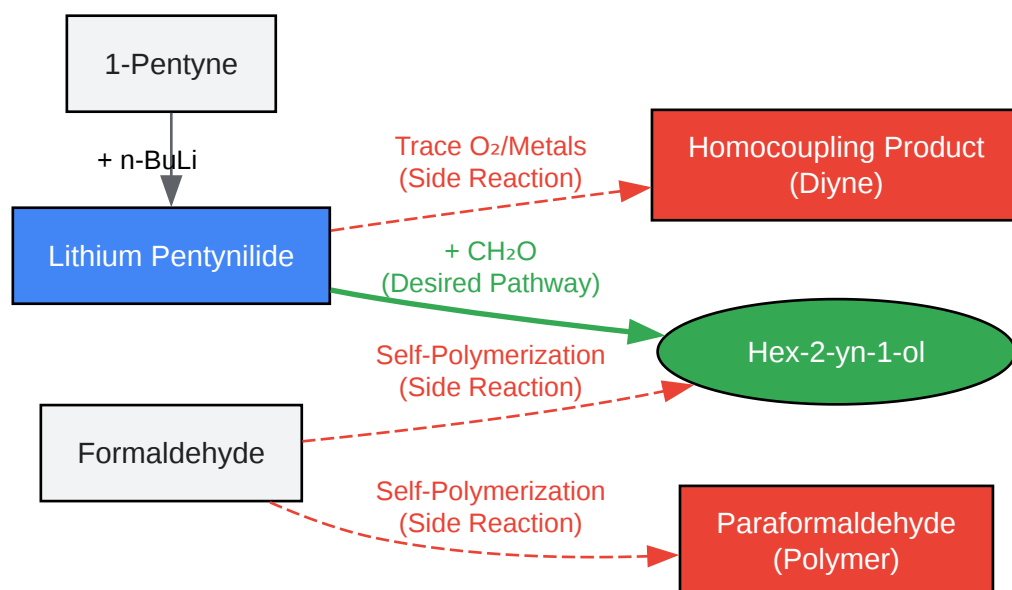 1-Pentyne
+ n-BuLi
Lithium Pentynilide
Trace O₂/Metals
(Side Reaction)
Homocoupling Product
(Diyne)
+ CH₂O
(Desired Pathway)
Hex-2-yn-1-ol
Self-Polymerization
(Side Reaction)
Formaldehyde
Self-Polymerization
(Side Reaction)
Paraformaldehyde
(Polymer)